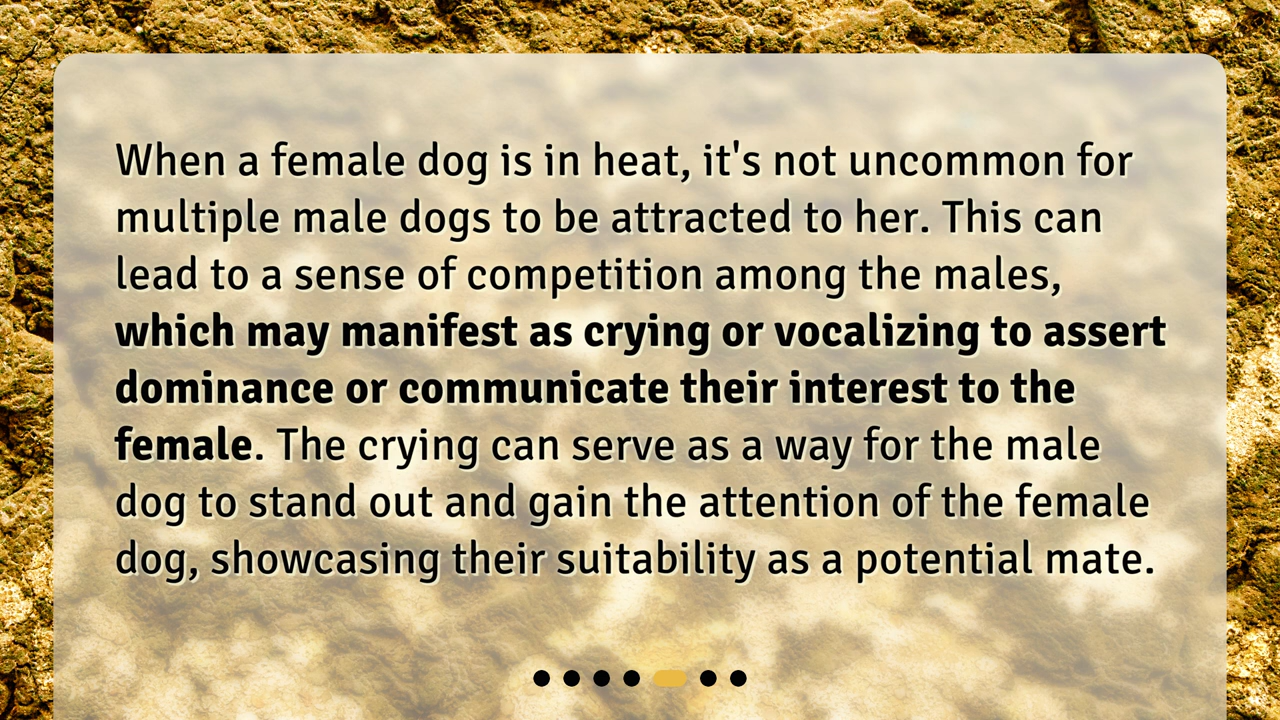 When a female dog is in heat, it's not uncommon for
multiple male dogs to be attracted to her. This can
lead to a sense of competition among the males,
which may manifest as crying or vocalizing to assert
dominance or communicate their interest to the
female. The crying can serve as a way for the male
dog to stand out and gain the attention of the female
dog, showcasing their suitability as a potential mate.